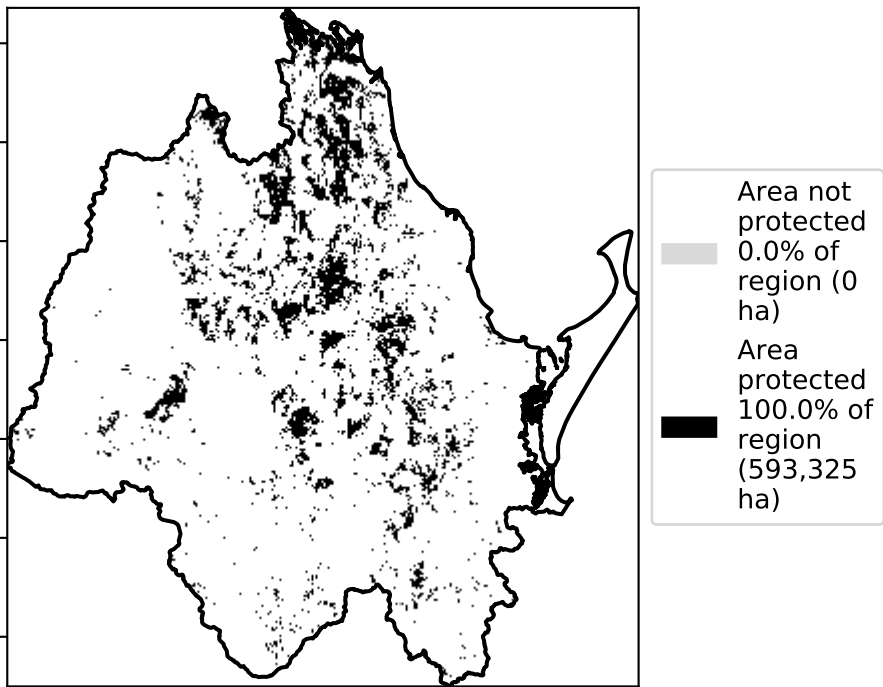 Area not
protected
0.0% of
region (0
ha)
Area
protected
100.0% of
region
(593,325
ha)